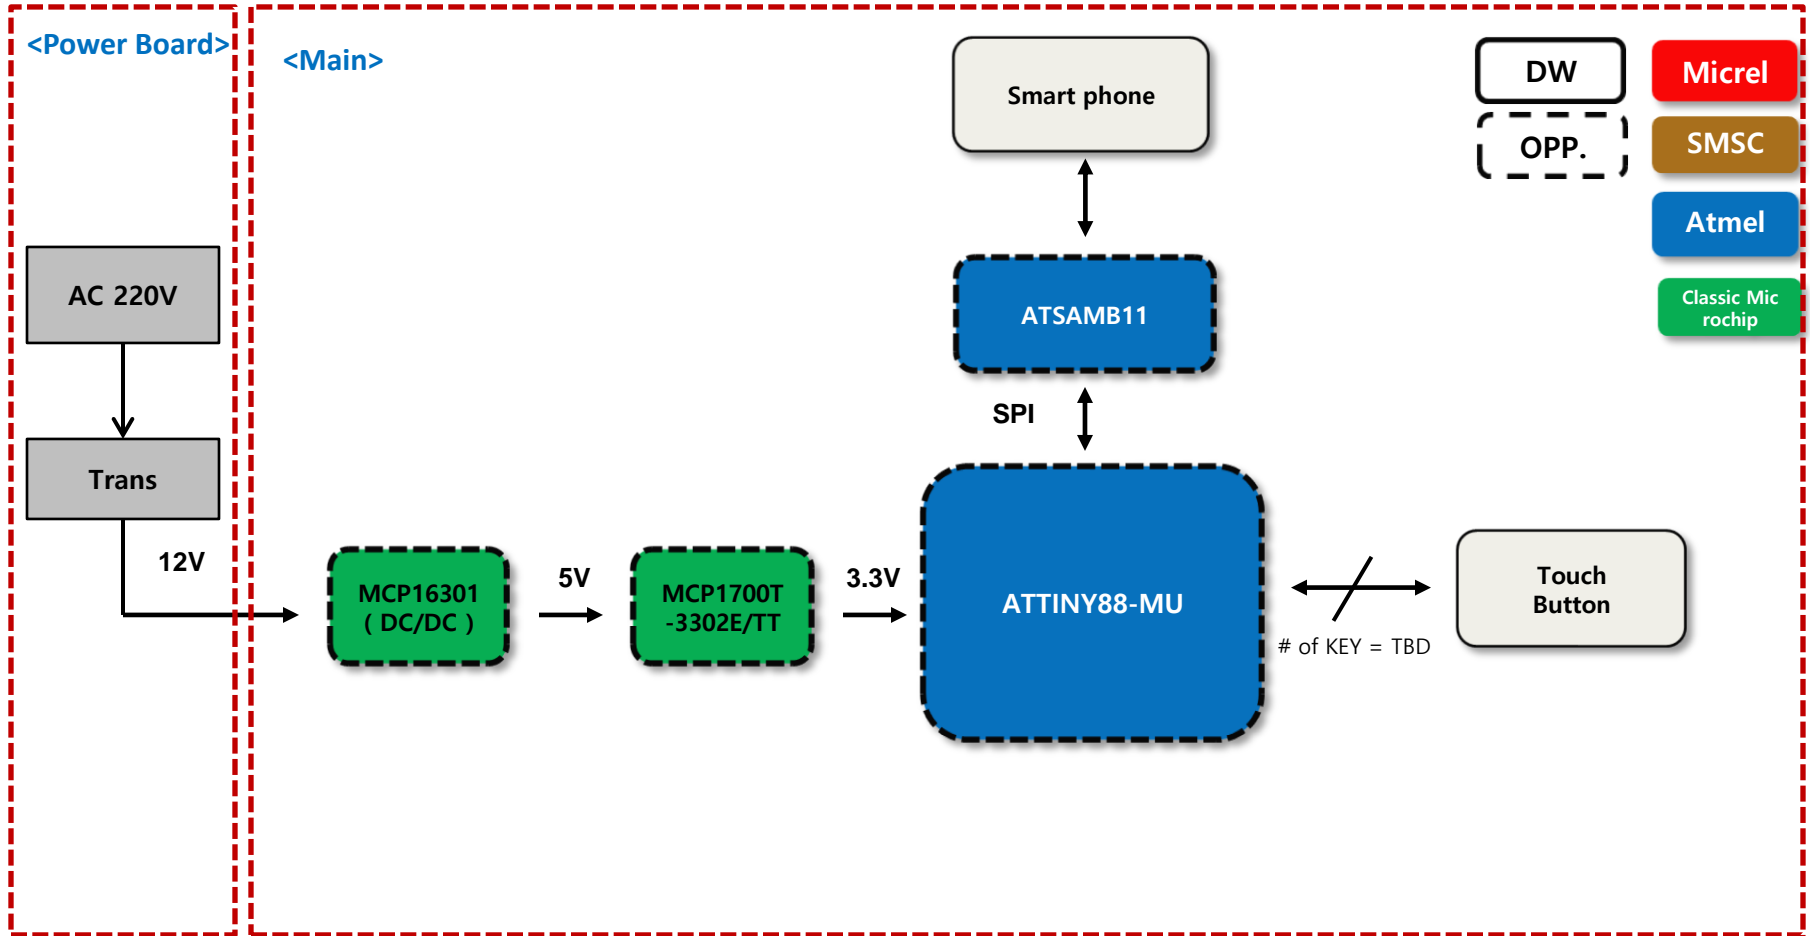 <Power Board>
<Main>
Smart phone
DW
OPP.
Micrel
SMSC
Atmel
Classic Mic
rochip
AC 220V
Trans
12V
MCP16301
( DC/DC )
5V
MCP1700T
-3302E/TT
3.3V
ATSAMB11
SPI
ATTINY88-MU
# of KEY = TBD
Touch
Button